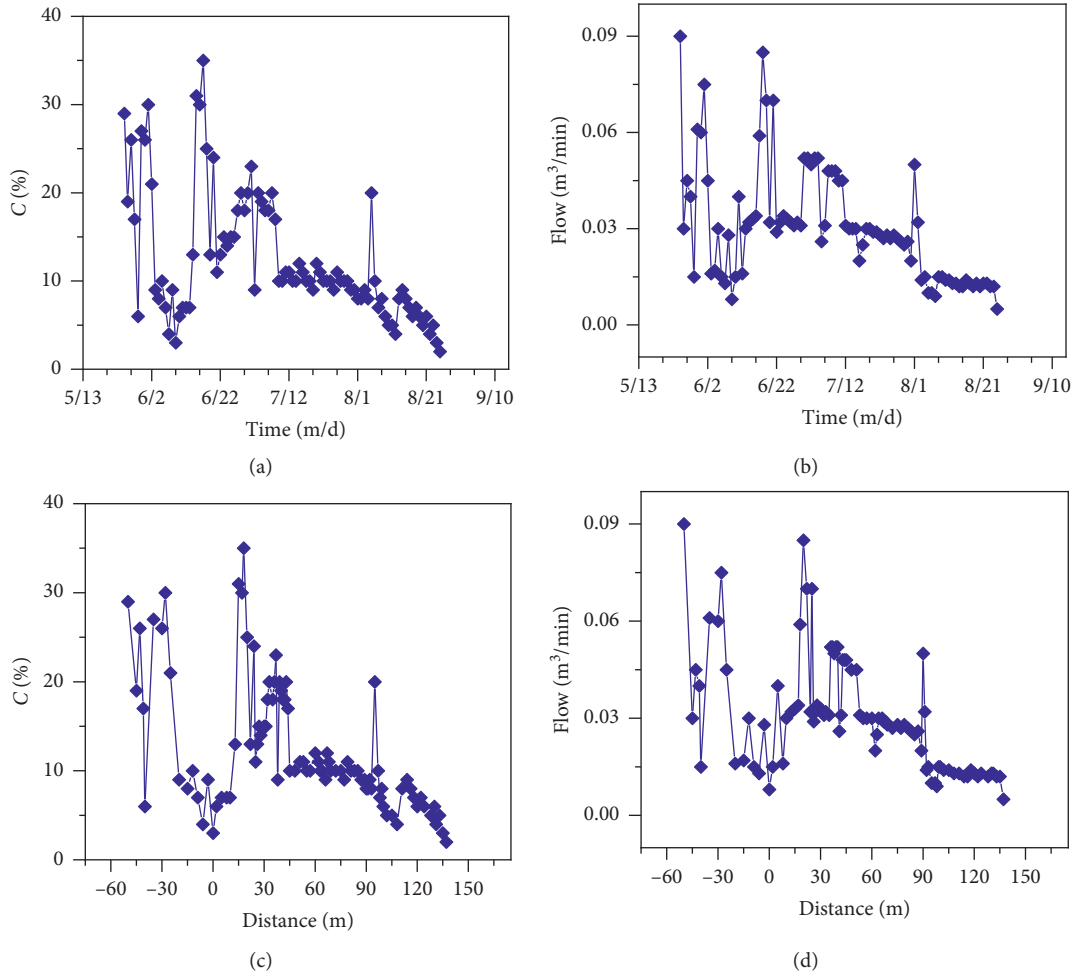 40
30
20
10
0
C (%)
5/13 6/2 6/22 7/12 8/1 8/21 9/10
Time (m/d)
(a)
0.09
0.06
0.03
0.00
Flow (m³/min)
5/13 6/2 6/22 7/12 8/1 8/21 9/10
Time (m/d)
(b)
40
30
20
10
0
C (%)
−60 −30 0 30 60 90 120 150
Distance (m)
(c)
0.09
0.06
0.03
0.00
Flow (m³/min)
−60 −30 0 30 60 90 120 150
Distance (m)
(d)